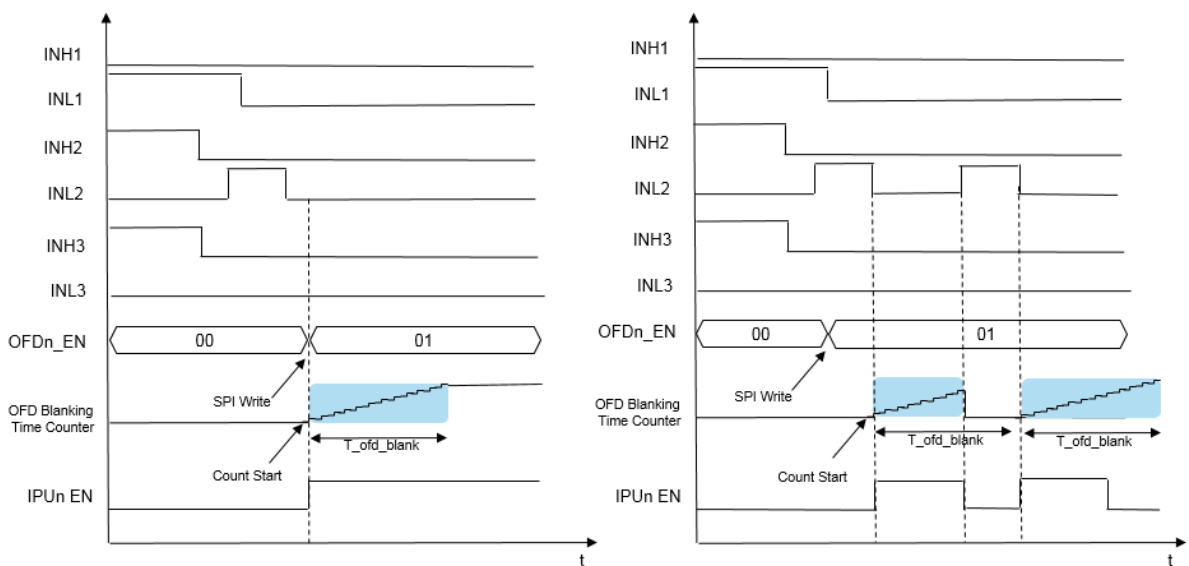 INH1
INL1
INH2
INL2
INH3
INL3
OFDn_EN
00
01
SPI Write
OFD Blanking
Time Counter
T_ofd_blank
Count Start
IPUn EN
t
INH1
INL1
INH2
INL2
INH3
INL3
OFDn_EN
00
01
SPI Write
OFD Blanking
Time Counter
T_ofd_blank
T_ofd_blank
Count Start
IPUn EN
t